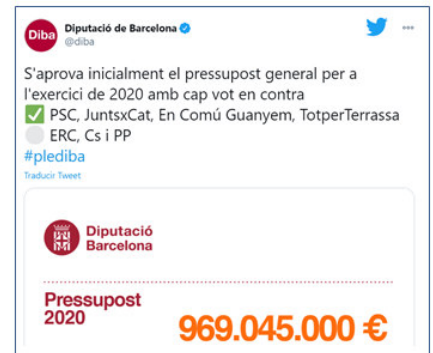 Diba
Diputació de Barcelona
@diba
S'aprova inicialment el pressupost general per a
l'exercici de 2020 amb cap vot en contra
✅ PSC, JuntsxCat, En Comú Guanyem, TotperTerrassa
⚪ ERC, Cs i PP
#plediba
Traducir Tweet
Diputació
Barcelona
Pressupost
2020
969.045.000 €